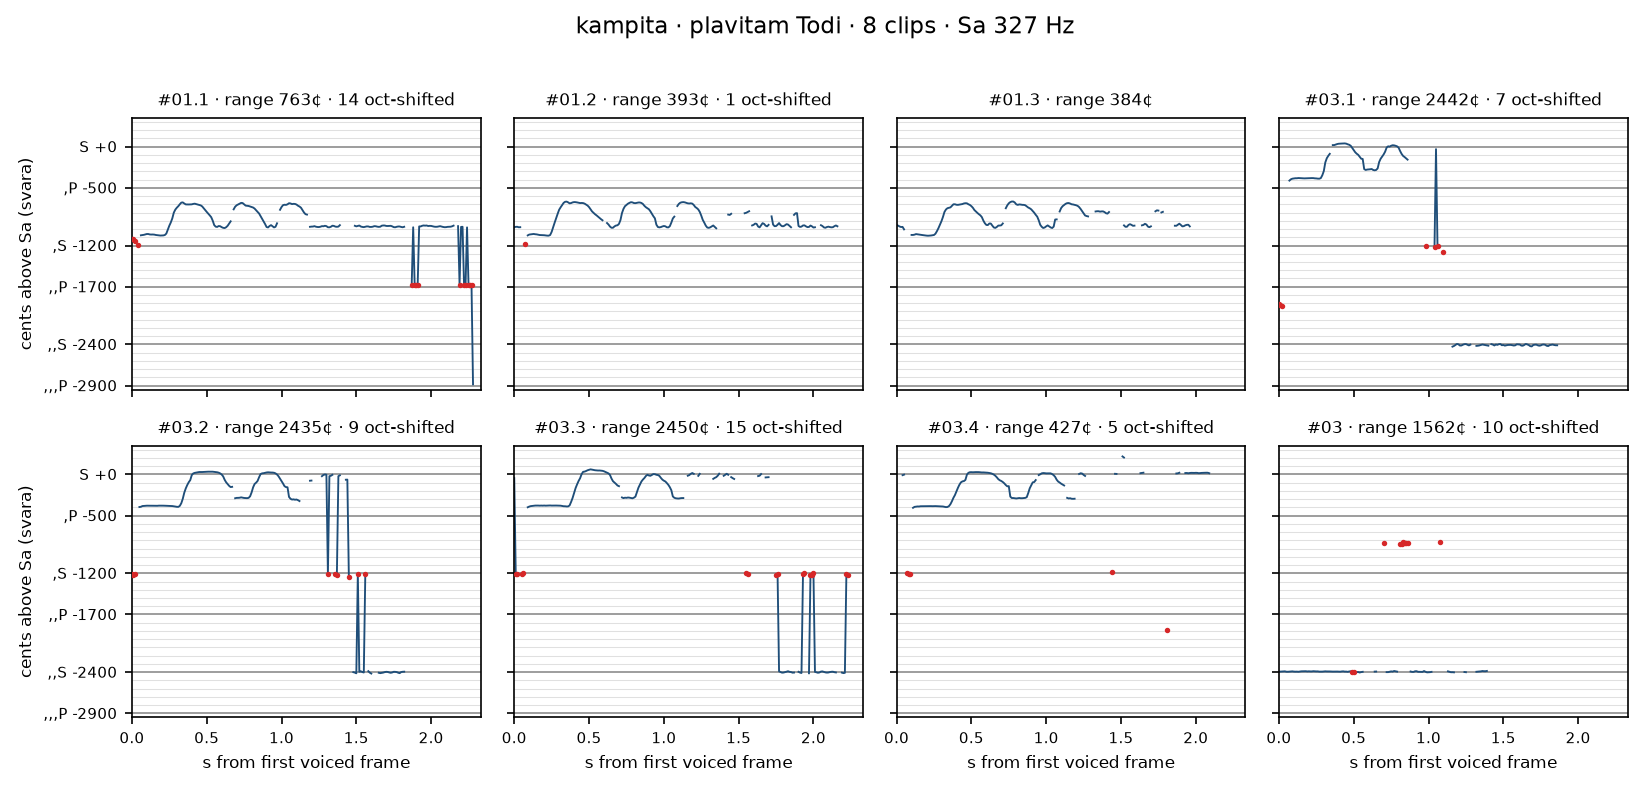 kampita · plavitam Todi · 8 clips · Sa 327 Hz
#01.1 · range 763¢ · 14 oct-shifted
#01.2 · range 393¢ · 1 oct-shifted
#01.3 · range 384¢
#03.1 · range 2442¢ · 7 oct-shifted
cents above Sa (svara)
S +0
,P -500
,S -1200
,,P -1700
,,S -2400
,,,P -2900
#03.2 · range 2435¢ · 9 oct-shifted
#03.3 · range 2450¢ · 15 oct-shifted
#03.4 · range 427¢ · 5 oct-shifted
#03 · range 1562¢ · 10 oct-shifted
cents above Sa (svara)
S +0
,P -500
,S -1200
,,P -1700
,,S -2400
,,,P -2900
0.0 0.5 1.0 1.5 2.0
0.0 0.5 1.0 1.5 2.0
0.0 0.5 1.0 1.5 2.0
0.0 0.5 1.0 1.5 2.0
s from first voiced frame
s from first voiced frame
s from first voiced frame
s from first voiced frame